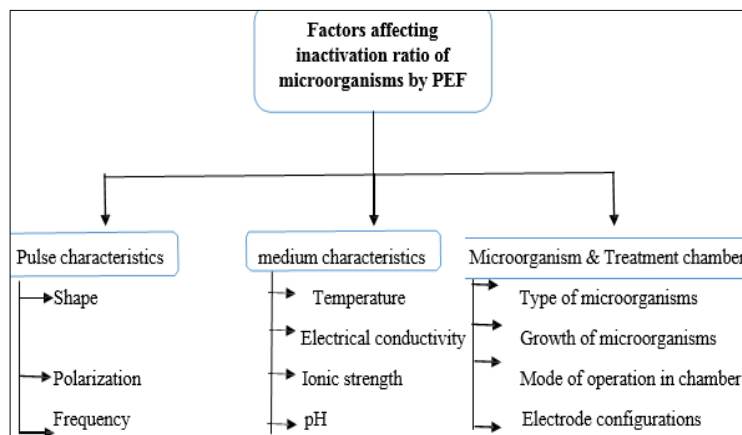 Factors affecting
inactivation ratio of
microorganisms by PEF
Pulse characteristics
Shape
Polarization
Frequency
medium characteristics
Temperature
Electrical conductivity
Ionic strength
pH
Microorganism & Treatment chamber
Type of microorganisms
Growth of microorganisms
Mode of operation in chamber
Electrode configurations